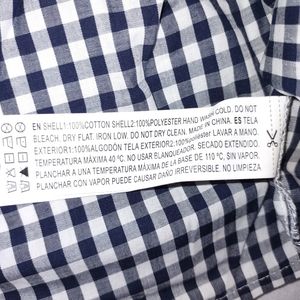 EN SHELL1:100%COTTON SHELL2:100%POLYESTER HAND WASH COLD. DO NOT
BLEACH. DRY FLAT. IRON LOW. DO NOT DRY CLEAN. MADE IN CHINA. ES TELA
EXTERIOR1:100%ALGODÓN TELA EXTERIOR2:100%poliéster LAVAR A MANO.
TEMPERATURA MÁXIMA 40 ºC. NO USAR BLANQUEADOR. SECADO EXTENDIDO.
PLANCHAR A UNA TEMPERATURA MÁXIMA DE LA BASE DE 110 ºC, SIN VAPOR.
PLANCHAR CON VAPOR PUEDE CAUSAR DAÑO IRREVERSIBLE. NO LIMPIAR